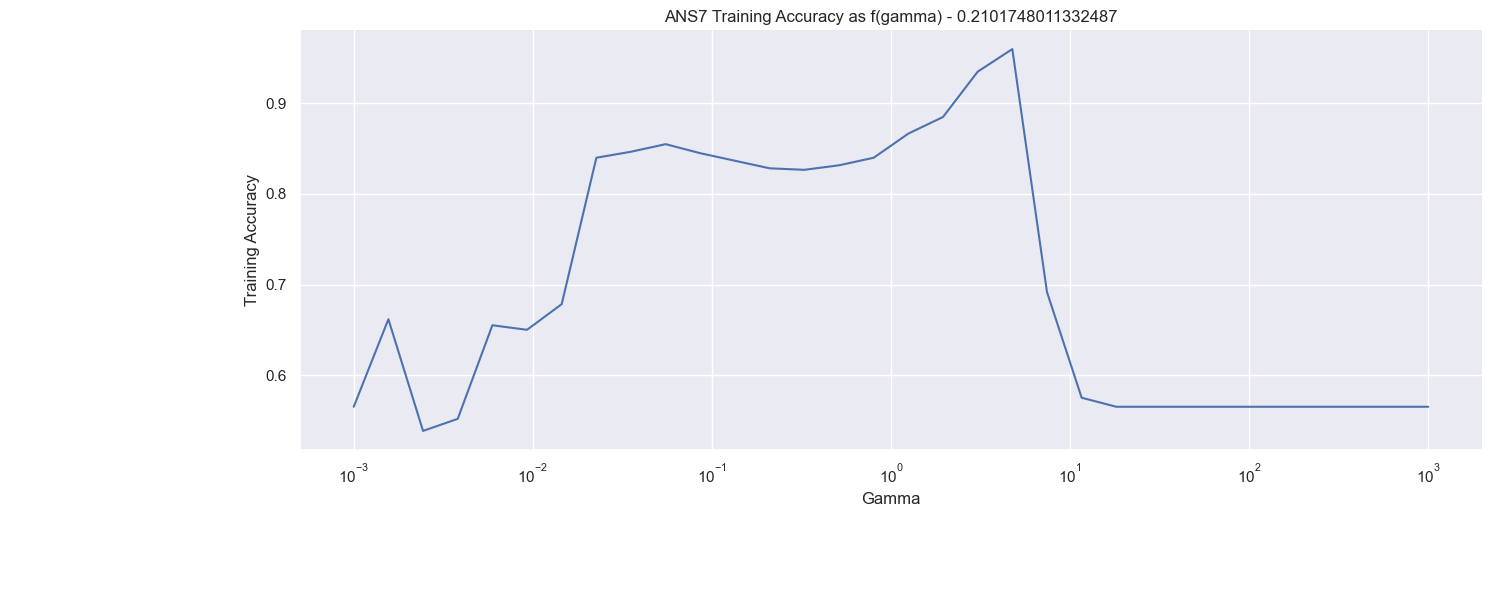 ANS7 Training Accuracy as f(gamma) - 0.2101748011332487
Training Accuracy
0.9
0.8
0.7
0.6
10⁻³ 10⁻² 10⁻¹ 10⁰ 10¹ 10² 10³
Gamma